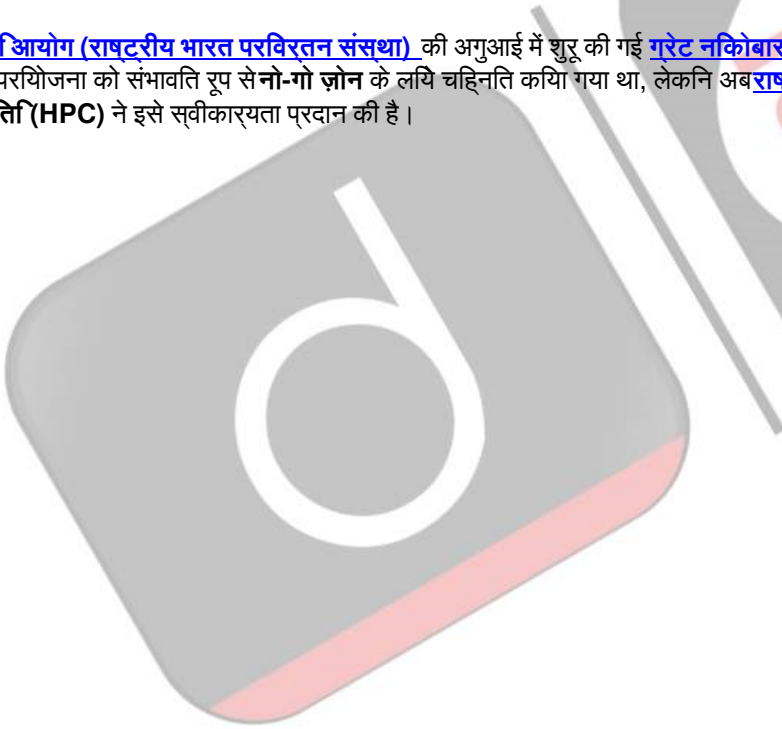 आयोग (राष्ट्रीय भारत परिवर्तन संस्था) की अगुआई में शुरू की गई ग्रेट निकोबार
परियोजना को संभावित रूप से नो-गो ज़ोन के लिये चिह्नित किया गया था, लेकिन अब
(HPC) ने इसे स्वीकार्यता प्रदान की है।